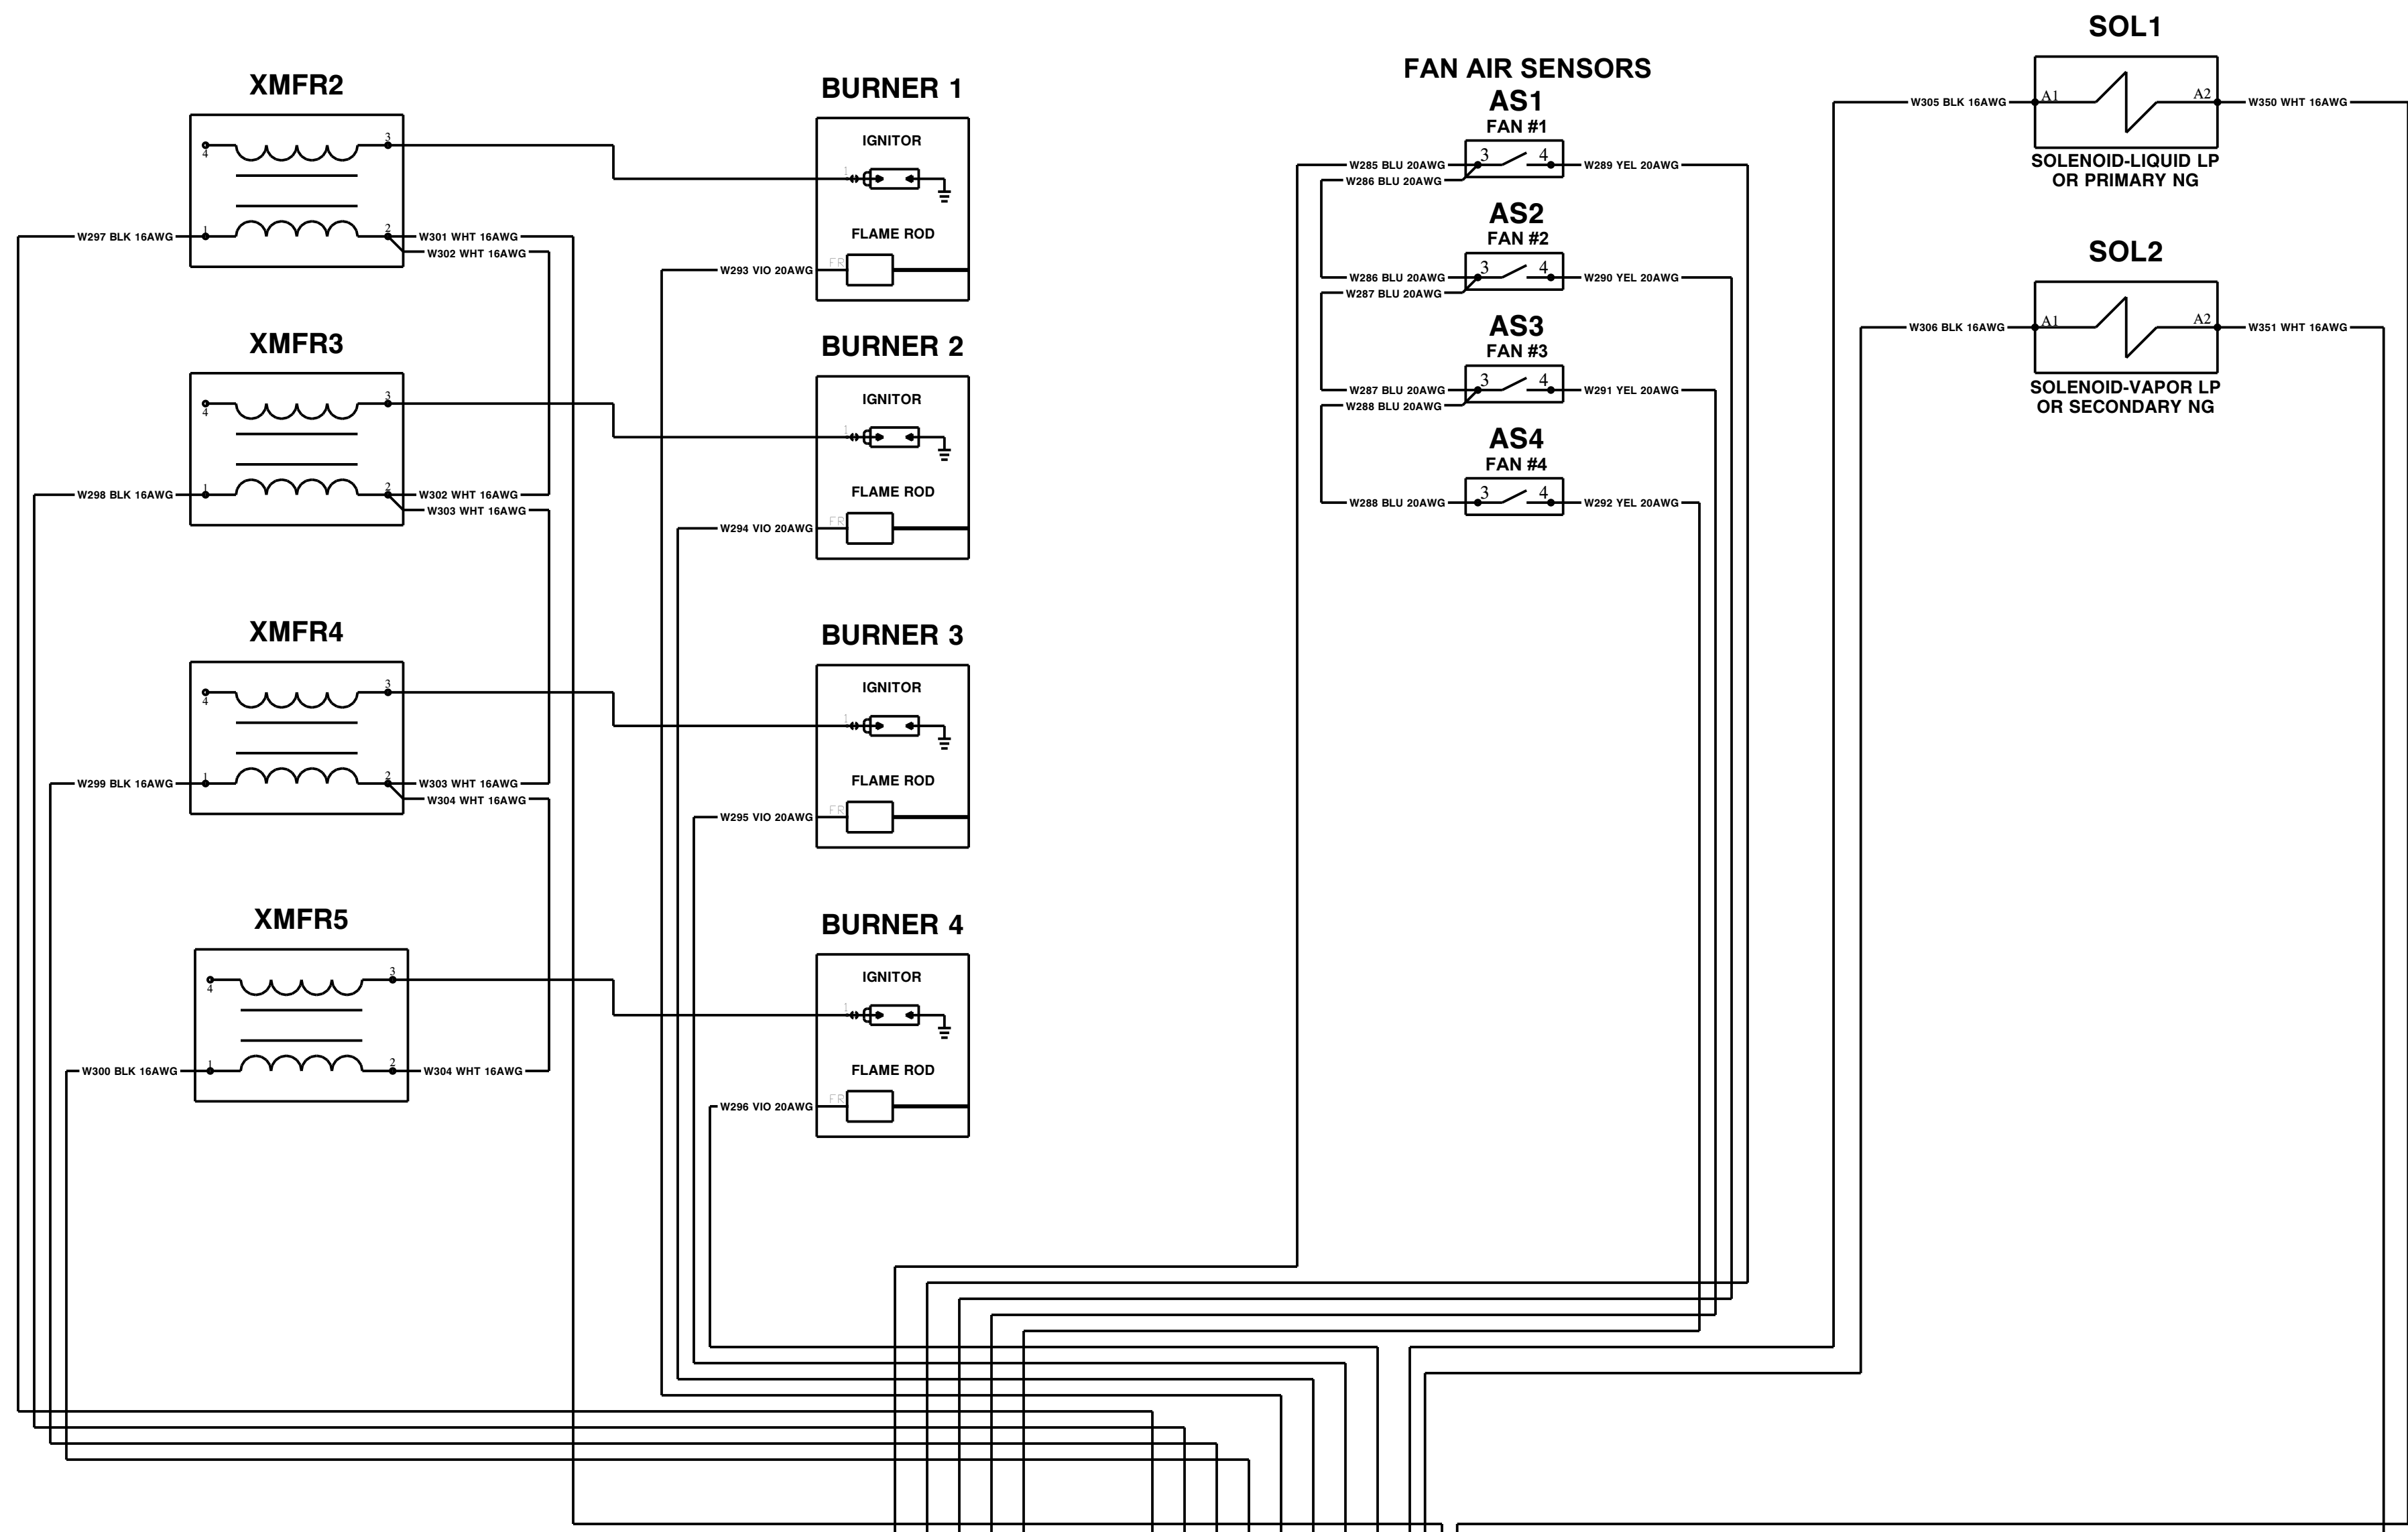 XMFR2
4
3
W297 BLK 16AWG
1
2
W301 WHT 16AWG
W302 WHT 16AWG
XMFR3
4
3
W298 BLK 16AWG
1
2
W302 WHT 16AWG
W303 WHT 16AWG
XMFR4
4
3
W299 BLK 16AWG
1
2
W303 WHT 16AWG
W304 WHT 16AWG
XMFR5
4
3
W300 BLK 16AWG
1
2
W304 WHT 16AWG
BURNER 1
IGNITOR
1
FLAME ROD
W293 VIO 20AWG
FR
BURNER 2
IGNITOR
1
FLAME ROD
W294 VIO 20AWG
FR
BURNER 3
IGNITOR
1
FLAME ROD
W295 VIO 20AWG
FR
BURNER 4
IGNITOR
1
FLAME ROD
W296 VIO 20AWG
FR
FAN AIR SENSORS
AS1
FAN #1
W285 BLU 20AWG
3
4
W289 YEL 20AWG
W286 BLU 20AWG
AS2
FAN #2
W286 BLU 20AWG
3
4
W290 YEL 20AWG
W287 BLU 20AWG
AS3
FAN #3
W287 BLU 20AWG
3
4
W291 YEL 20AWG
W288 BLU 20AWG
AS4
FAN #4
W288 BLU 20AWG
3
4
W292 YEL 20AWG
SOL1
W305 BLK 16AWG
A1
A2
W350 WHT 16AWG
SOLENOID-LIQUID LP
OR PRIMARY NG
SOL2
W306 BLK 16AWG
A1
A2
W351 WHT 16AWG
SOLENOID-VAPOR LP
OR SECONDARY NG